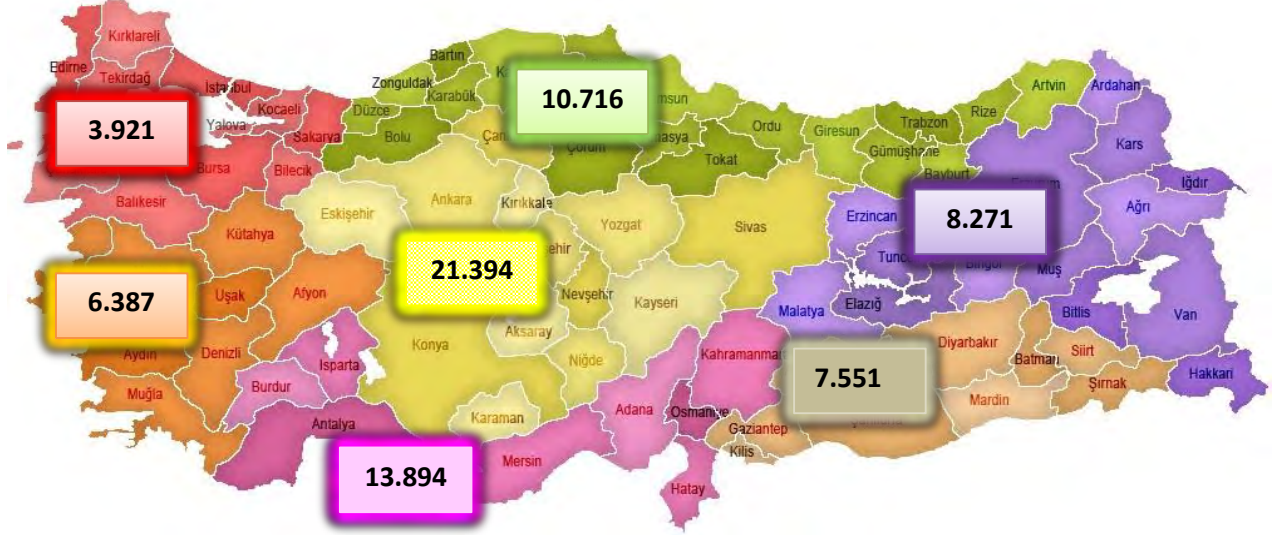 Kırklareli
Edirne
Tekirdağ
İstanbul
Kocaeli
Yalova
Sakarya
3.921
Bursa
Bilecik
Balıkesir
Bartın
Zonguldak
Karabük
Düzce
Bolu
10.716
Çorum
Tokat
Ordu
Giresun
Trabzon
Rize
Artvin
Gümüşhane
Bayburt
Ardahan
Kars
Iğdır
Ağrı
Erzincan
8.271
Bingöl
Muş
Malatya
Elazığ
Bitlis
Van
Hakkari
Eskişehir
Ankara
Kırıkkale
Yozgat
Sivas
21.394
Nevşehir
Kayseri
Aksaray
Konya
Niğde
Karaman
Kütahya
6.387
Uşak
Afyon
Aydın
Denizli
Muğla
Isparta
Burdur
Antalya
13.894
Mersin
Adana
Osmaniye
Kahramanmar
Hatay
7.551
Diyarbakır
Batman
Siirt
Şırnak
Mardin
Gaziantep
Kilis